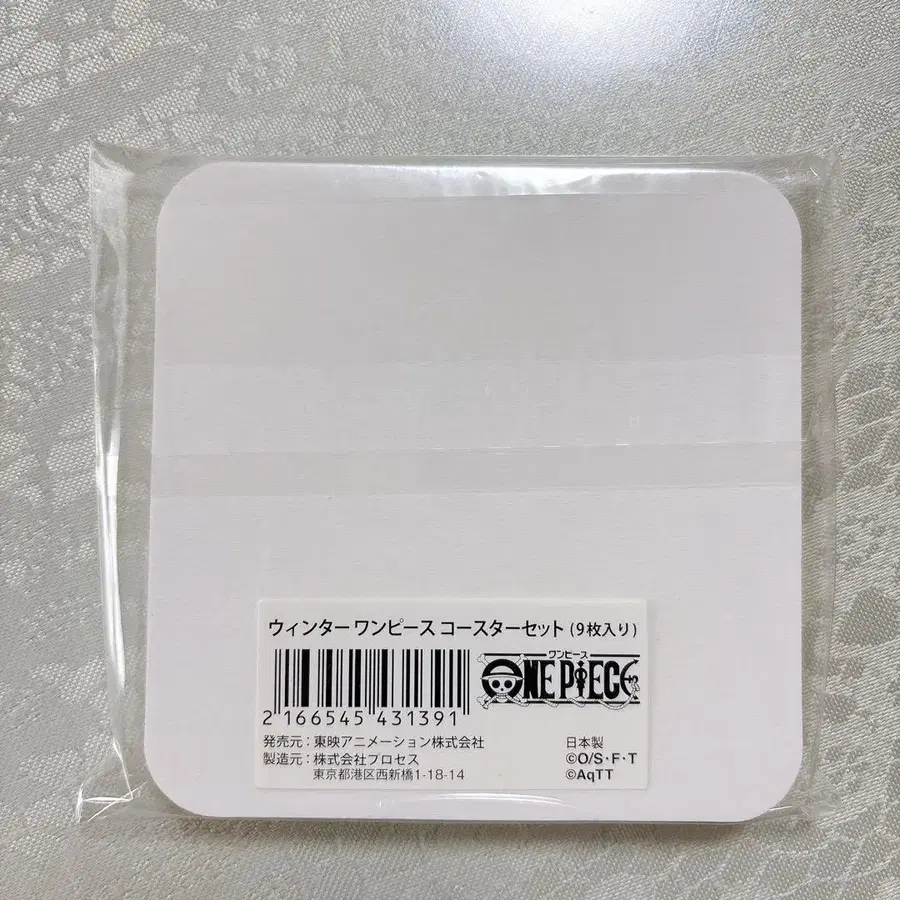 ウィンター ワンピース コースターセット (9枚入り)
ワンピース
ONE PIECE
2 166545 431391
発売元：東映アニメーション株式会社
製造元：株式会社プロセス
東京都港区西新橋1-18-14
日本製
©O/S・F・T
©AqTT